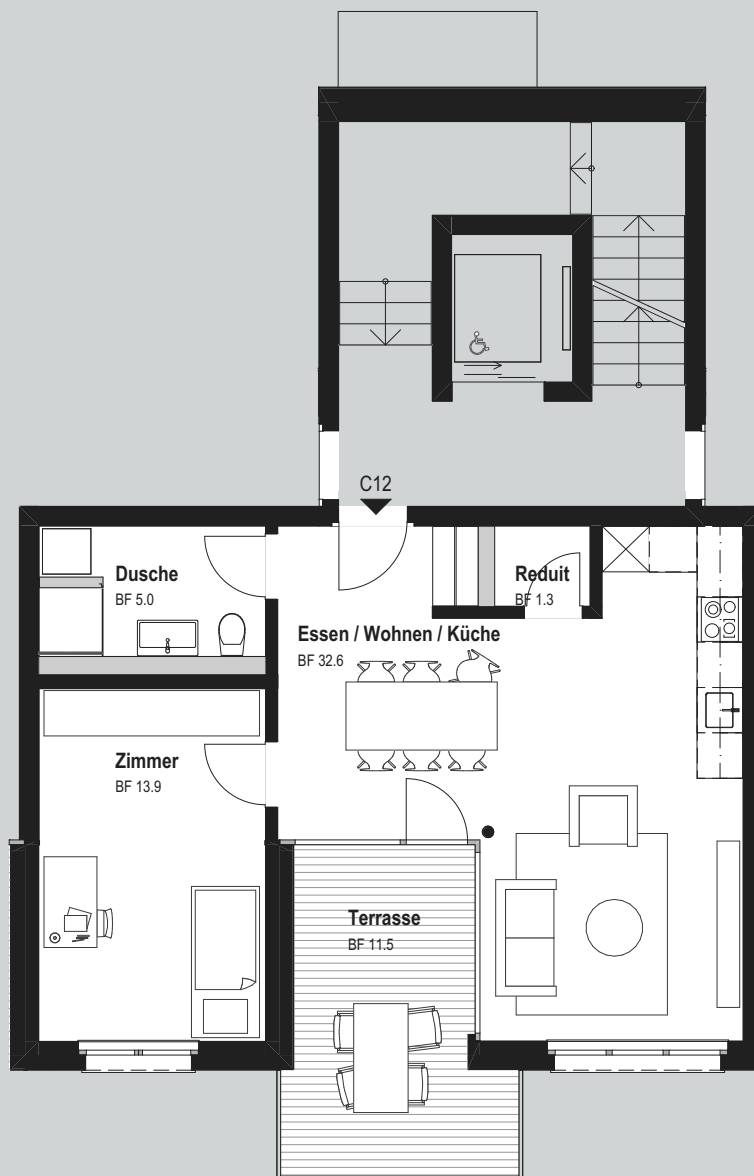 C12
Dusche
BF 5.0
Reduit
BF 1.3
Essen / Wohnen / Küche
BF 32.6
Zimmer
BF 13.9
Terrasse
BF 11.5